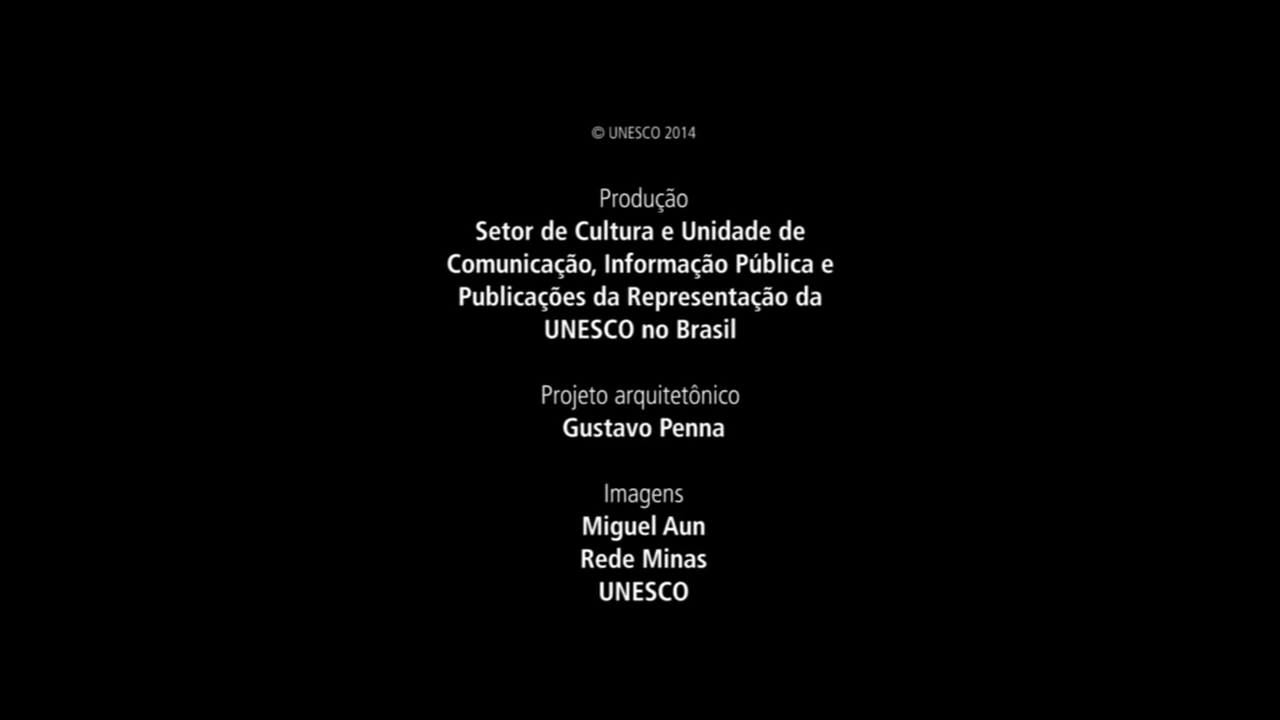 © UNESCO 2014
Produção
Setor de Cultura e Unidade de
Comunicação, Informação Pública e
Publicações da Representação da
UNESCO no Brasil
Projeto arquitetônico
Gustavo Penna
Imagens
Miguel Aun
Rede Minas
UNESCO